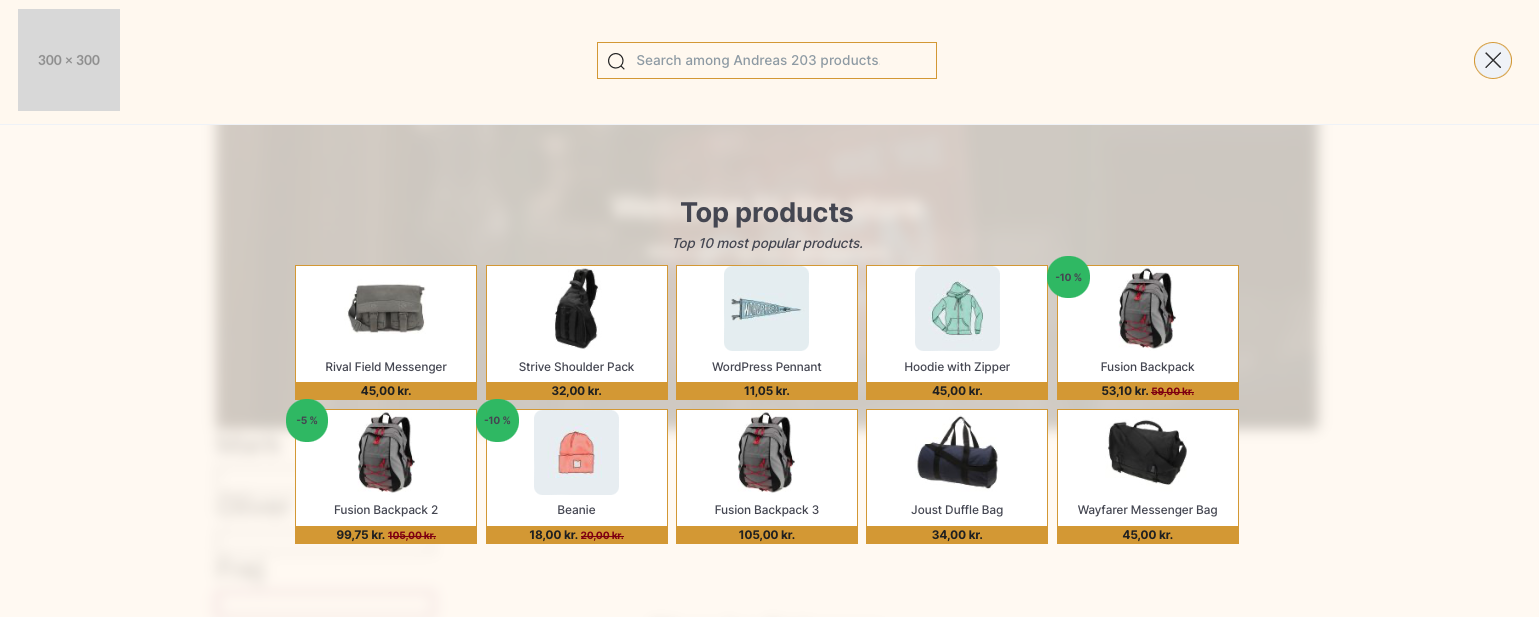 300 × 300
Search among Andreas 203 products
Top products
Top 10 most popular products.
-10 %
Rival Field Messenger
Strive Shoulder Pack
WordPress Pennant
Hoodie with Zipper
Fusion Backpack
45,00 kr.
32,00 kr.
11,05 kr.
45,00 kr.
53,10 kr. 59,00 kr.
-5 %
-10 %
Fusion Backpack 2
Beanie
Fusion Backpack 3
Joust Duffle Bag
Wayfarer Messenger Bag
99,75 kr. 105,00 kr.
18,00 kr. 20,00 kr.
105,00 kr.
34,00 kr.
45,00 kr.